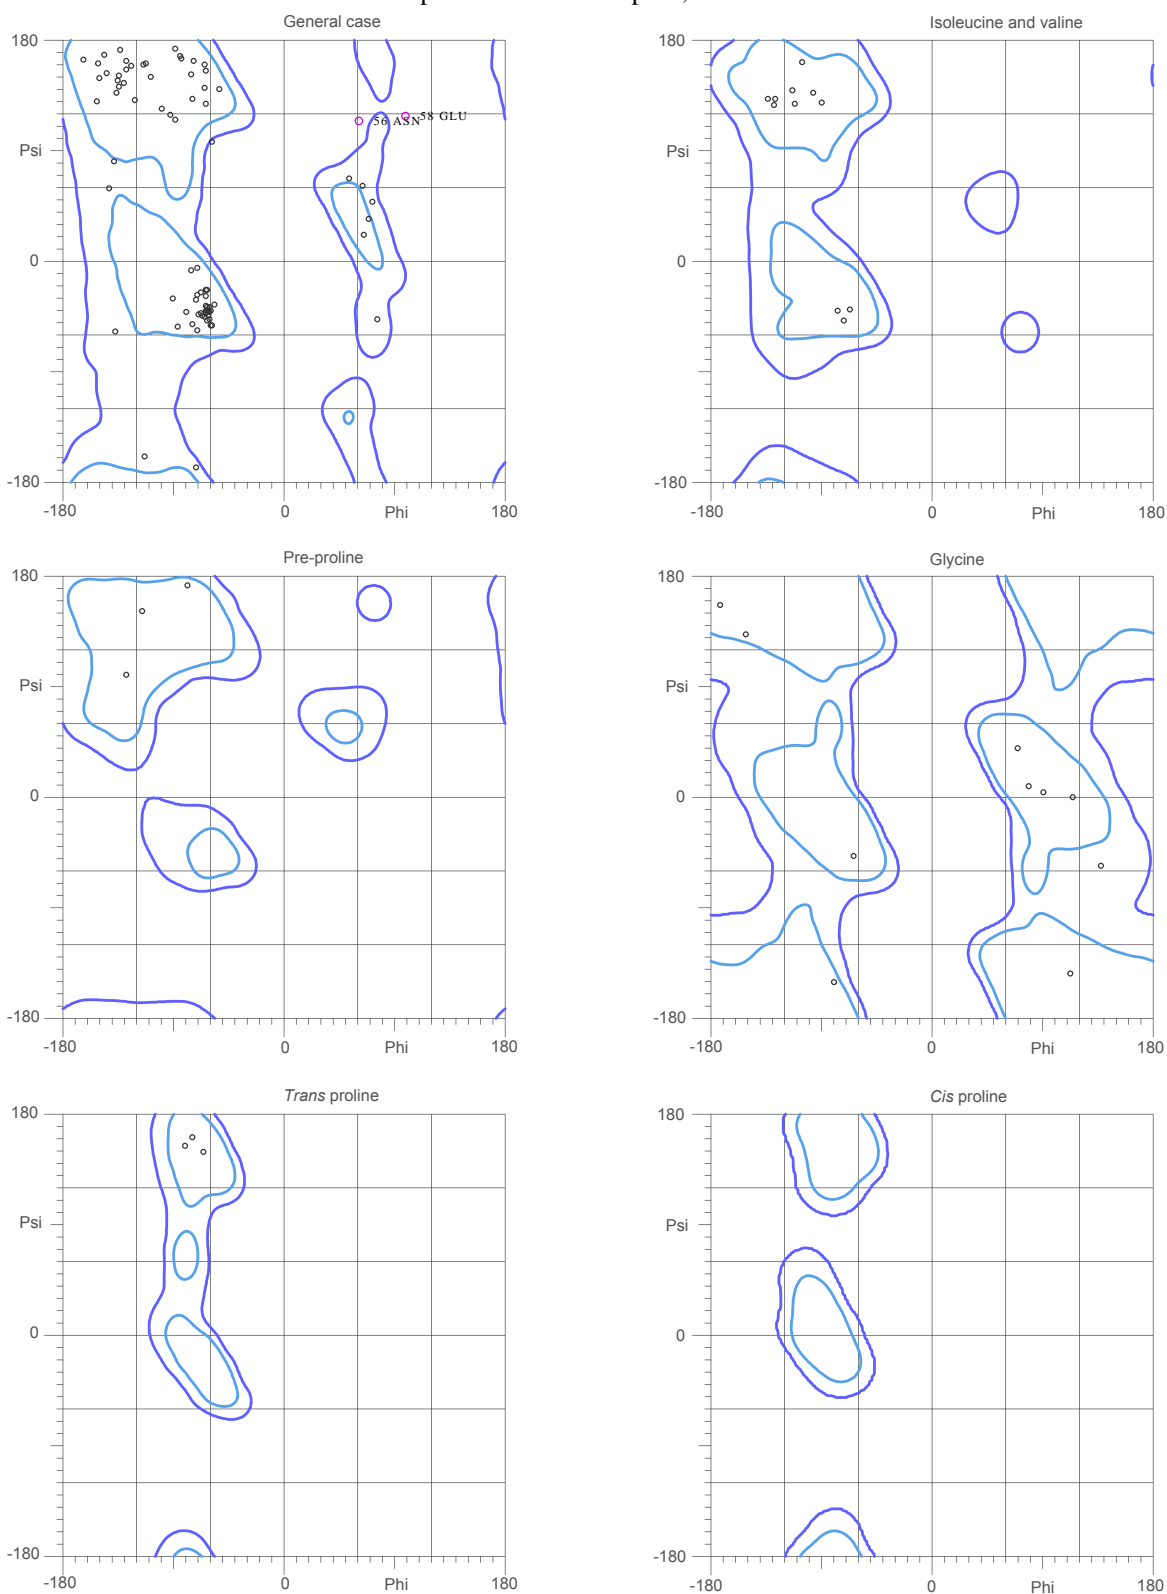 General case
Isoleucine and valine
180
180
56 ASN
58 GLU
Psi
Psi
0
0
-180
-180
-180
0
Phi
180
-180
0
Phi
180
Pre-proline
Glycine
180
180
Psi
Psi
0
0
-180
-180
-180
0
Phi
180
-180
0
Phi
180
Trans proline
Cis proline
180
180
Psi
Psi
0
0
-180
-180
-180
0
Phi
180
-180
0
Phi
180